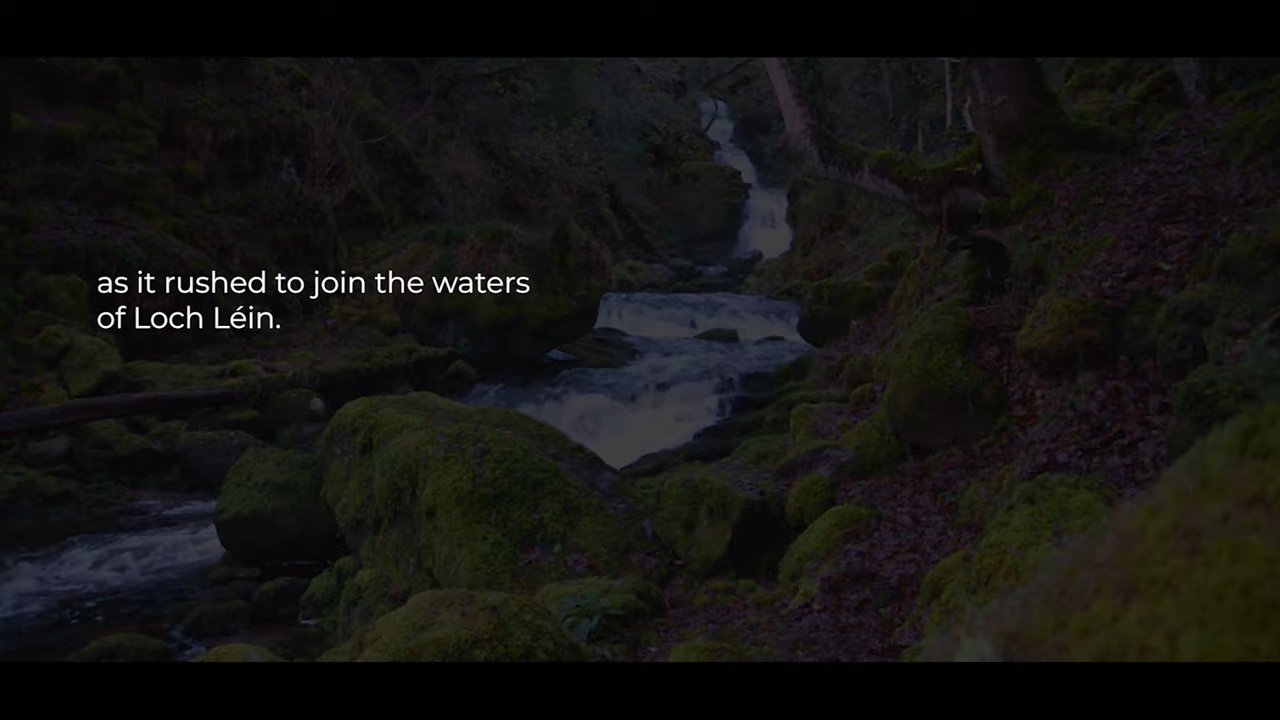 as it rushed to join the waters
of Loch Léin.